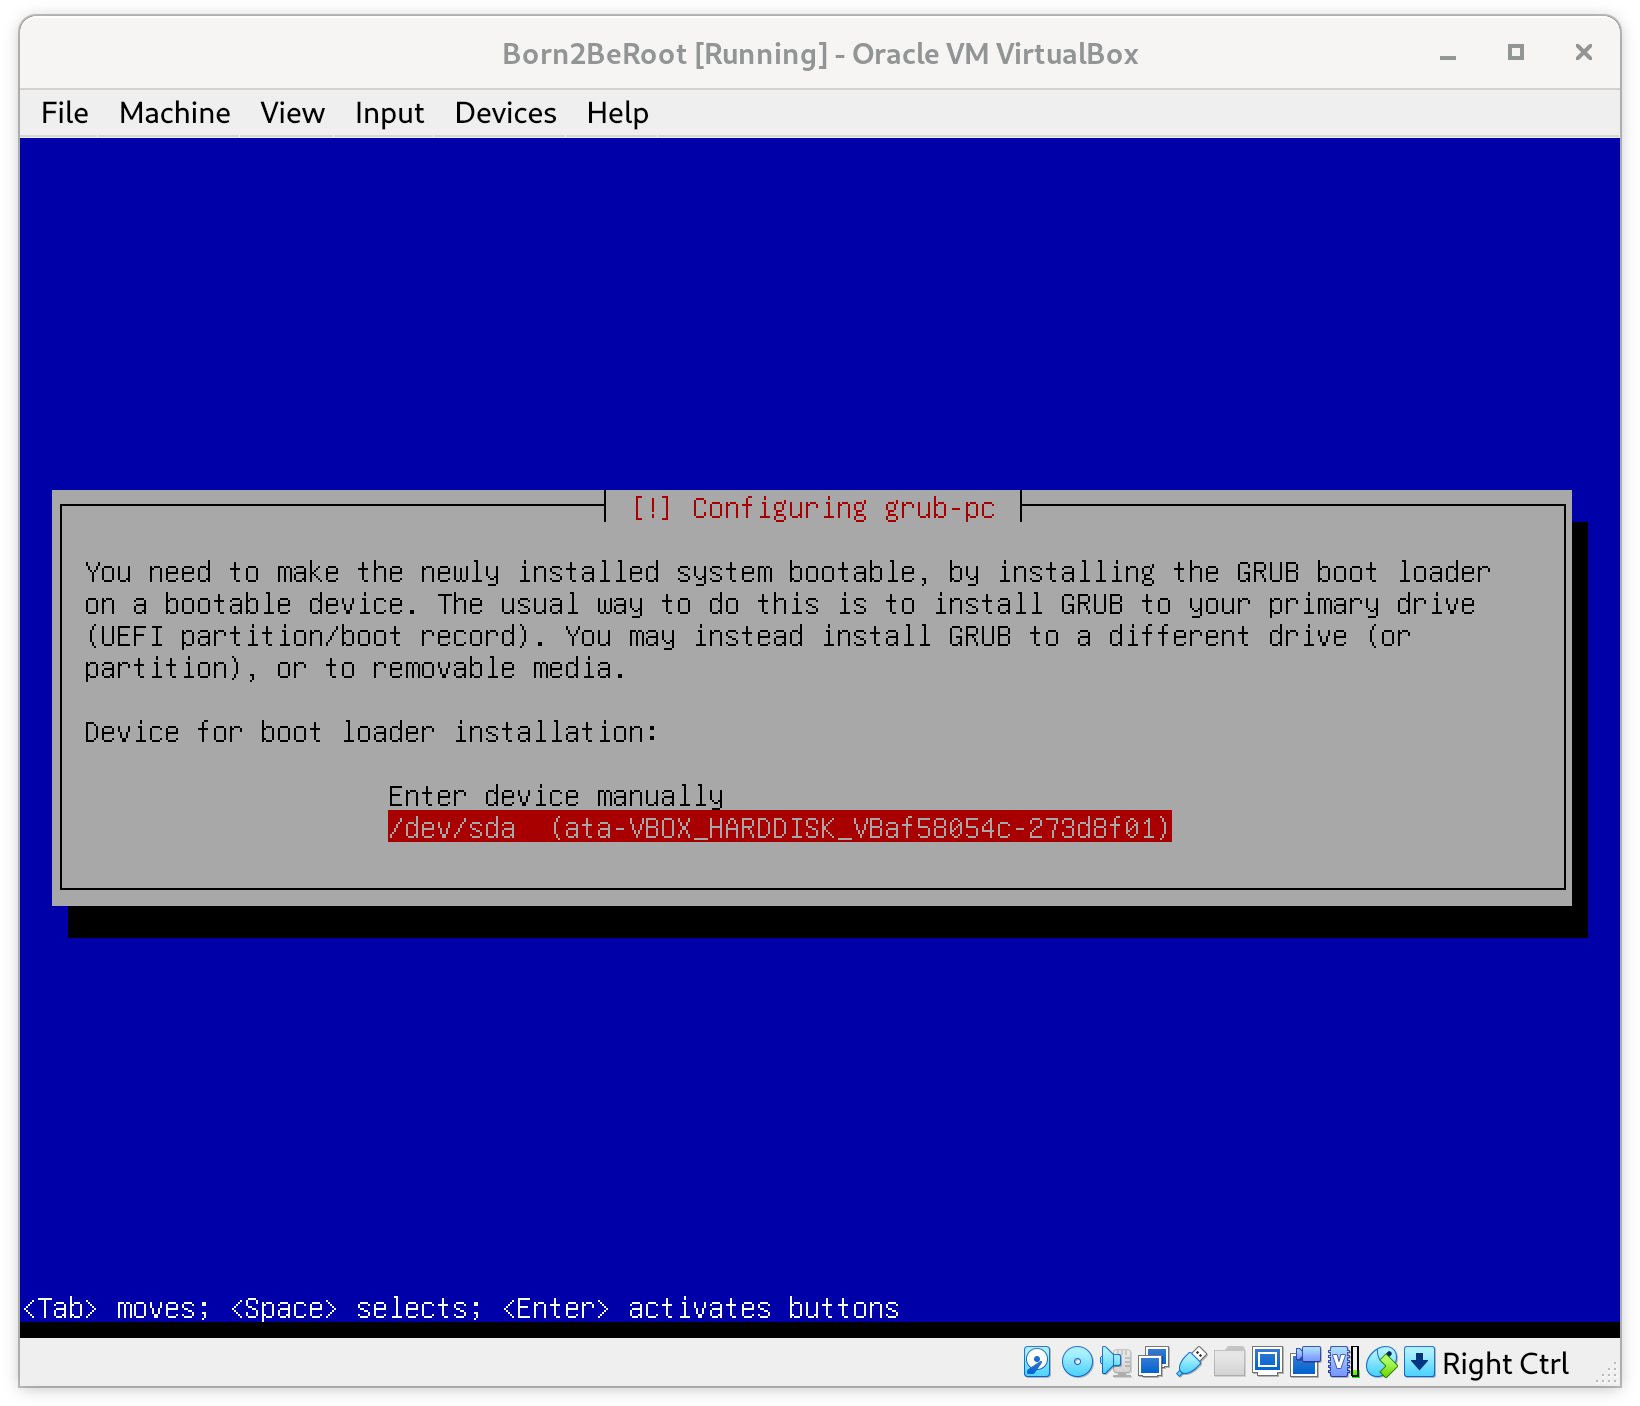 Born2BeRoot [Running] - Oracle VM VirtualBox
File Machine View Input Devices Help
[!] Configuring grub-pc
You need to make the newly installed system bootable, by installing the GRUB boot loader
on a bootable device. The usual way to do this is to install GRUB to your primary drive
(UEFI partition/boot record). You may instead install GRUB to a different drive (or
partition), or to removable media.
Device for boot loader installation:
Enter device manually
/dev/sda (ata-VBOX_HARDDISK_VBaf58054c-273d8f01)
<Tab> moves; <Space> selects; <Enter> activates buttons
Right Ctrl